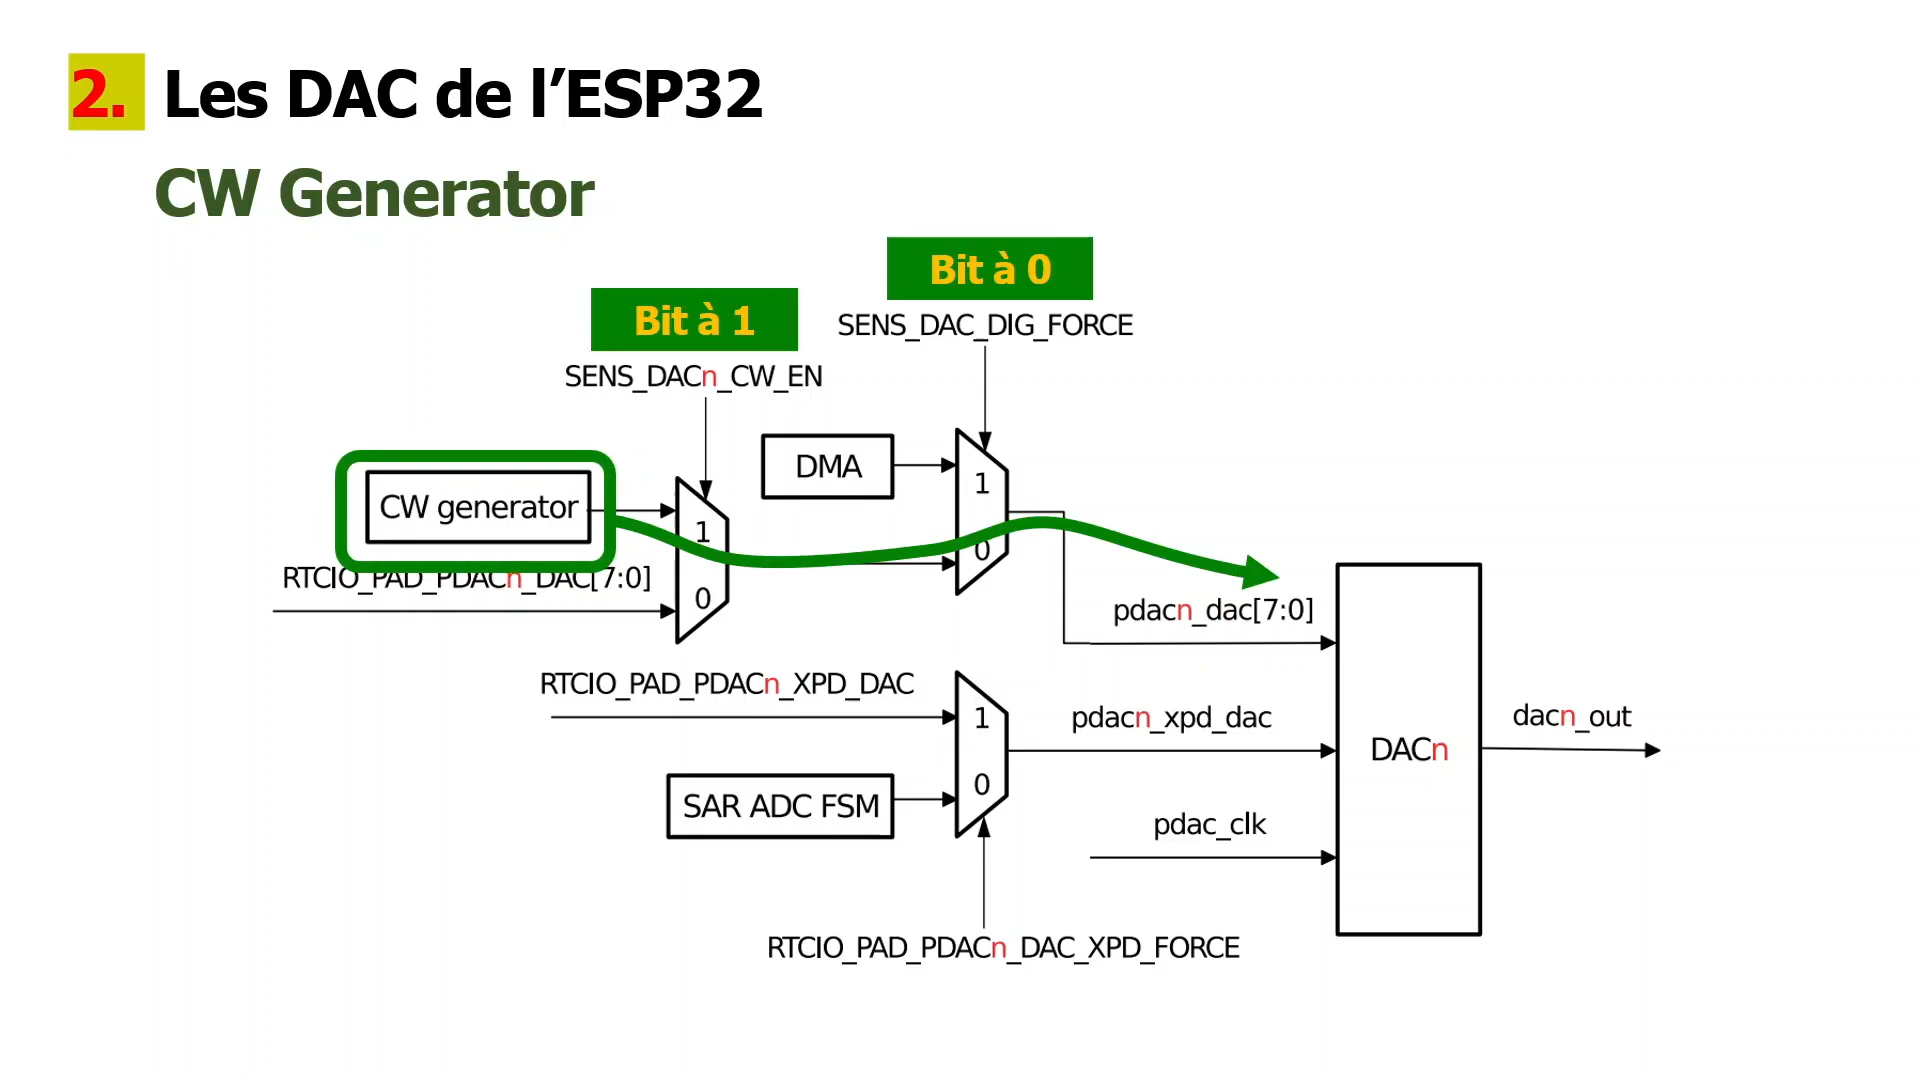 2. Les DAC de l’ESP32
CW Generator
Bit à 0
Bit à 1
SENS_DAC_DIG_FORCE
SENS_DACn_CW_EN
DMA
1
CW generator
1
0
RTCIO_PAD_PDACn_DAC[7:0]
0
pdacn_dac[7:0]
RTCIO_PAD_PDACn_XPD_DAC
1
pdacn_xpd_dac
dacn_out
DACn
0
SAR ADC FSM
pdac_clk
RTCIO_PAD_PDACn_DAC_XPD_FORCE